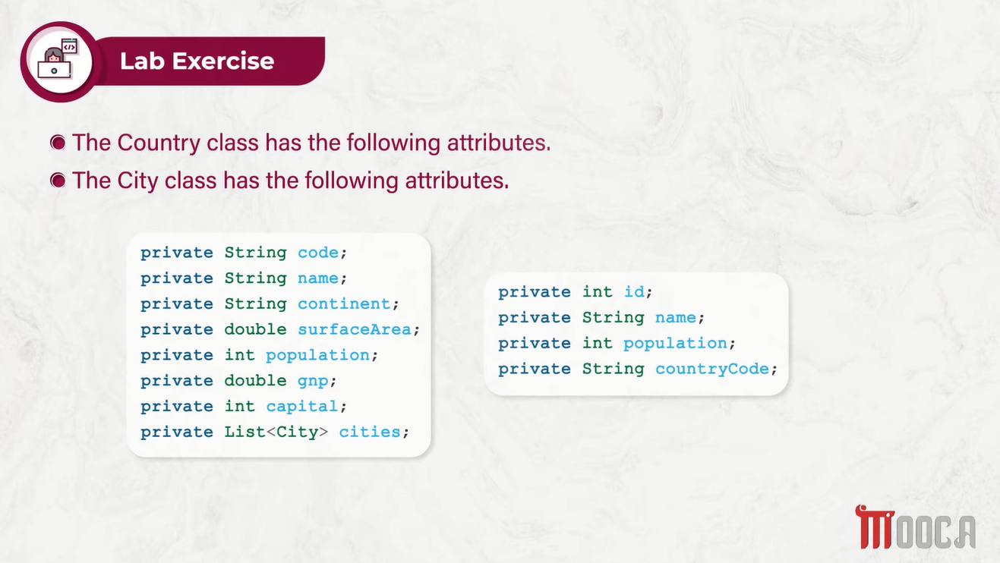 Lab Exercise
The Country class has the following attributes.
The City class has the following attributes.
private String code;
private String name;
private String continent;
private double surfaceArea;
private int population;
private double gnp;
private int capital;
private List<City> cities;
private int id;
private String name;
private int population;
private String countryCode;
MOOCA